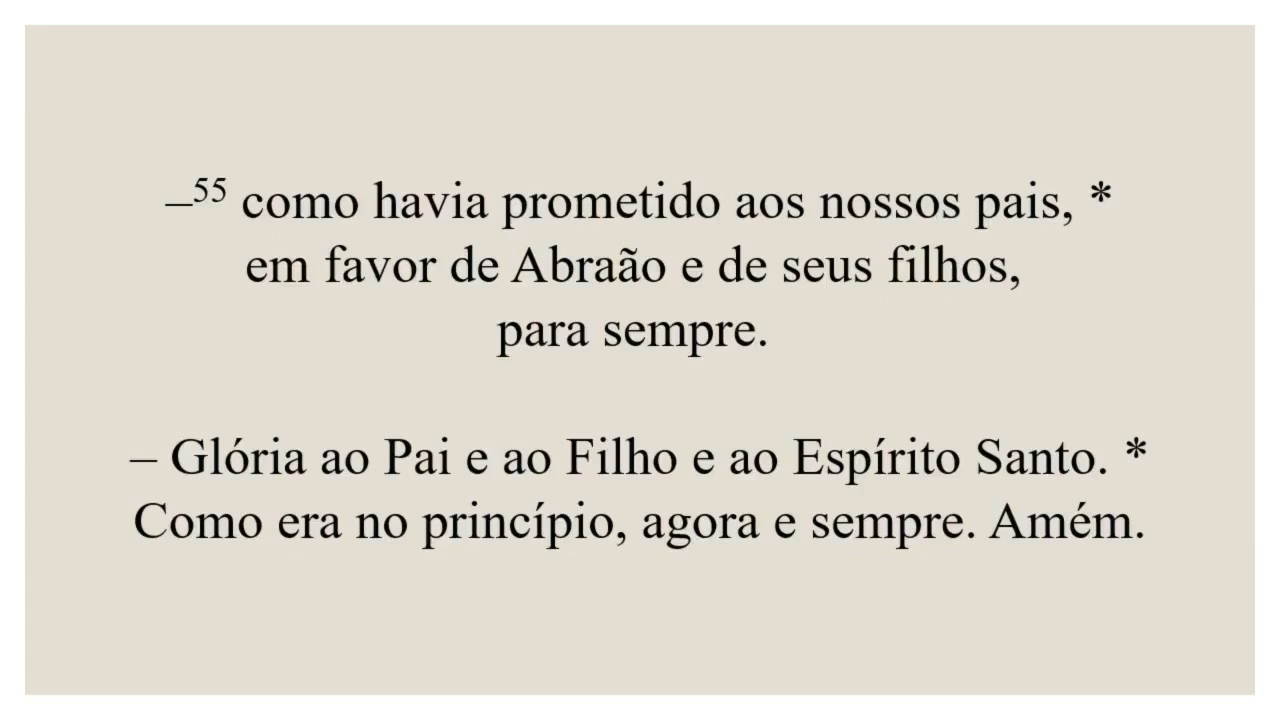 –⁵⁵ como havia prometido aos nossos pais, *
em favor de Abraão e de seus filhos,
para sempre.
– Glória ao Pai e ao Filho e ao Espírito Santo. *
Como era no princípio, agora e sempre. Amém.